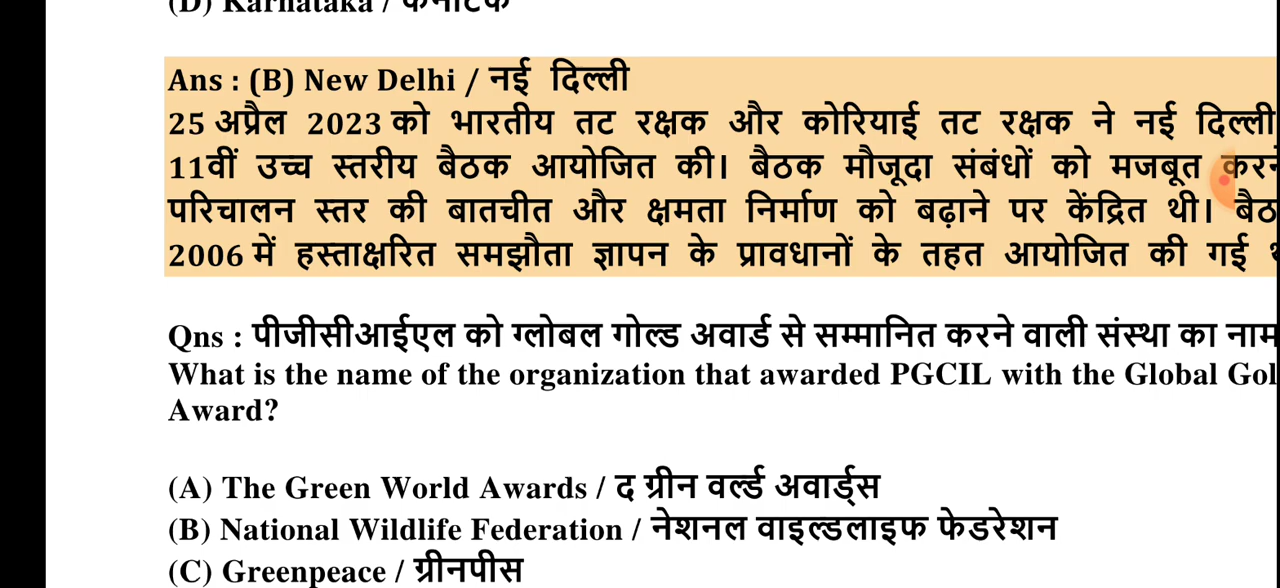 (D) Karnataka / कर्नाटक
Ans : (B) New Delhi / नई दिल्ली
25 अप्रैल 2023 को भारतीय तट रक्षक और कोरियाई तट रक्षक ने नई दिल्ली
11वीं उच्च स्तरीय बैठक आयोजित की। बैठक मौजूदा संबंधों को मजबूत
परिचालन स्तर की बातचीत और क्षमता निर्माण को बढ़ाने पर केंद्रित थी।
2006 में हस्ताक्षरित समझौता ज्ञापन के प्रावधानों के तहत आयोजित की गई
Qns : पीजीसीआईएल को ग्लोबल गोल्ड अवार्ड से सम्मानित करने वाली संस्था का नाम
What is the name of the organization that awarded PGCIL with the Global Gol
Award?
(A) The Green World Awards / द ग्रीन वर्ल्ड अवार्ड्स
(B) National Wildlife Federation / नेशनल वाइल्डलाइफ फेडरेशन
(C) Greenpeace / ग्रीनपीस